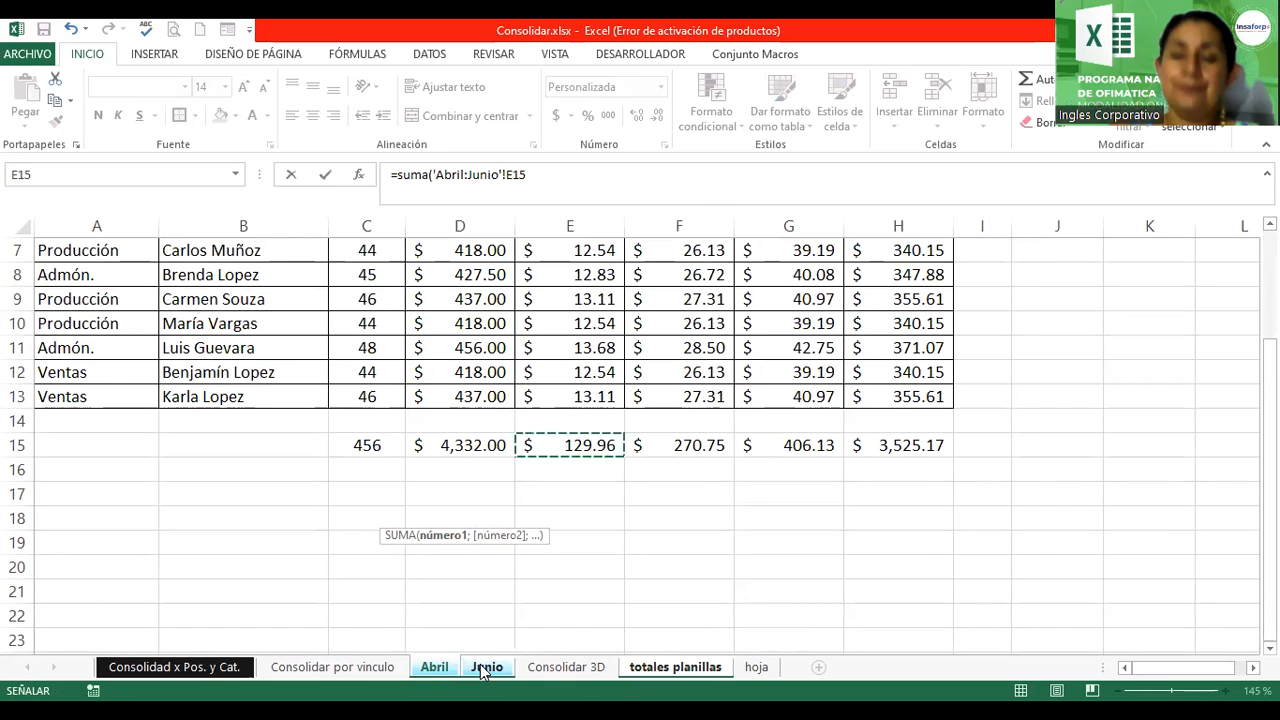 Consolidar.xlsx - Excel (Error de activación de productos)
ARCHIVO INICIO INSERTAR DISEÑO DE PÁGINA FÓRMULAS DATOS REVISAR VISTA DESARROLLADOR Conjunto Macros
PROGRAMA NA
DE OFIMÁTICA
MODALIDAD ON
insaforp
Ingles Corporativo
Pegar
14
N K S
Ajustar texto
Combinar y centrar
Personalizada
$ % 000
Formato condicional
Dar formato como tabla
Estilos de celda
Insertar Eliminar Formato
Aut
Rell
Borr
filtrar
seleccionar
Portapapeles Fuente Alineación Número Estilos Celdas Modificar
E15 =suma('Abril:Junio'!E15
A B C D E F G H I J K L
7 Producción Carlos Muñoz 44 $ 418.00 $ 12.54 $ 26.13 $ 39.19 $ 340.15
8 Admón. Brenda Lopez 45 $ 427.50 $ 12.83 $ 26.72 $ 40.08 $ 347.88
9 Producción Carmen Souza 46 $ 437.00 $ 13.11 $ 27.31 $ 40.97 $ 355.61
10 Producción María Vargas 44 $ 418.00 $ 12.54 $ 26.13 $ 39.19 $ 340.15
11 Admón. Luis Guevara 48 $ 456.00 $ 13.68 $ 28.50 $ 42.75 $ 371.07
12 Ventas Benjamín Lopez 44 $ 418.00 $ 12.54 $ 26.13 $ 39.19 $ 340.15
13 Ventas Karla Lopez 46 $ 437.00 $ 13.11 $ 27.31 $ 40.97 $ 355.61
14
15 456 $ 4,332.00 $ 129.96 $ 270.75 $ 406.13 $ 3,525.17
16
17
18
19 SUMA(número1; [número2]; ...)
20
21
22
23
Consolidad x Pos. y Cat. Consolidar por vinculo Abril Junio Consolidar 3D totales planillas hoja
SEÑALAR 145 %